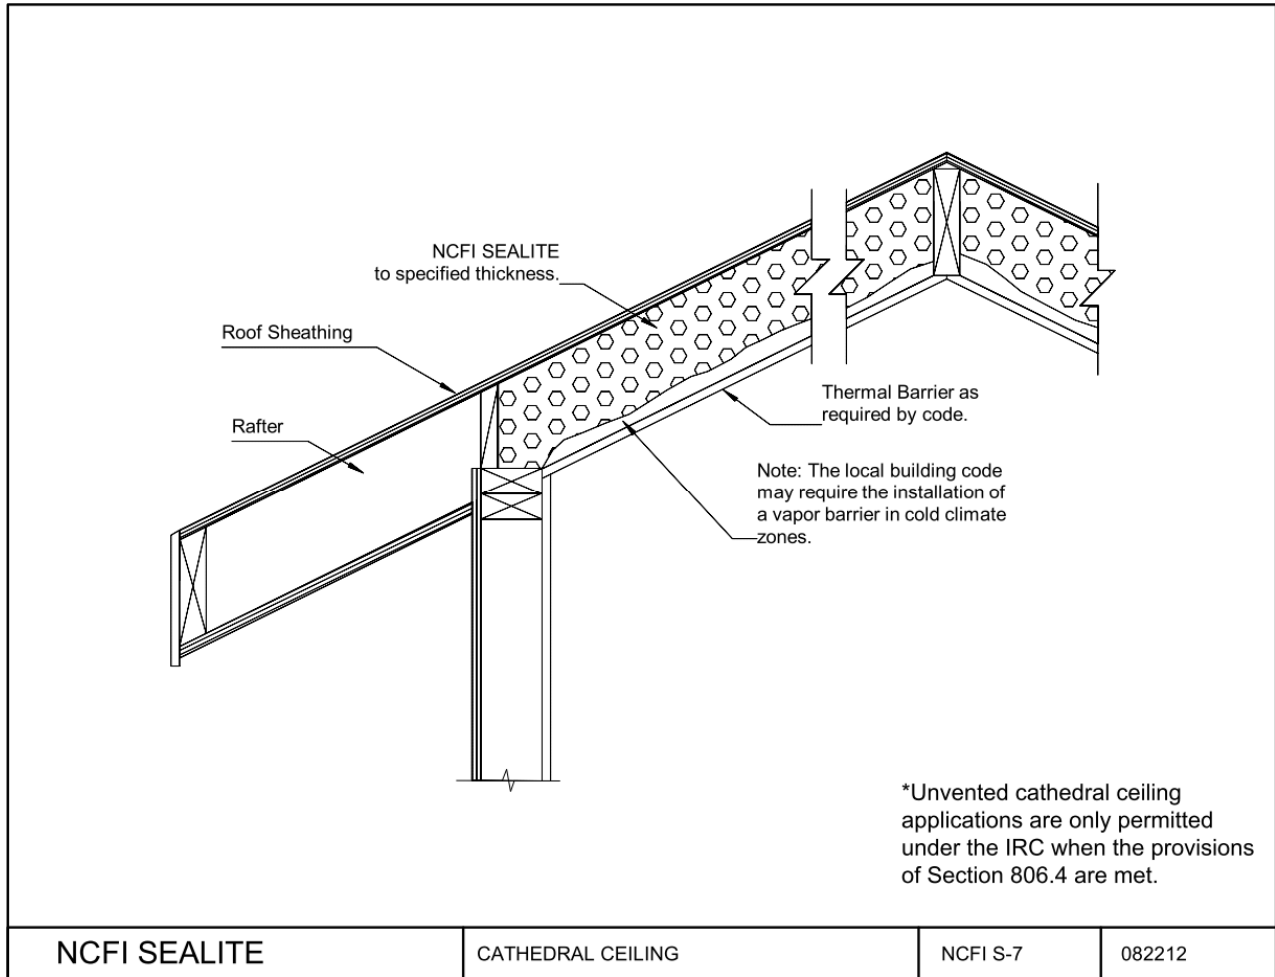 NCFI SEALITE
to specified thickness.
Roof Sheathing
Rafter
Thermal Barrier as
required by code.
Note: The local building code
may require the installation of
a vapor barrier in cold climate
zones.
*Unvented cathedral ceiling
applications are only permitted
under the IRC when the provisions
of Section 806.4 are met.
NCFI SEALITE
CATHEDRAL CEILING
NCFI S-7
082212